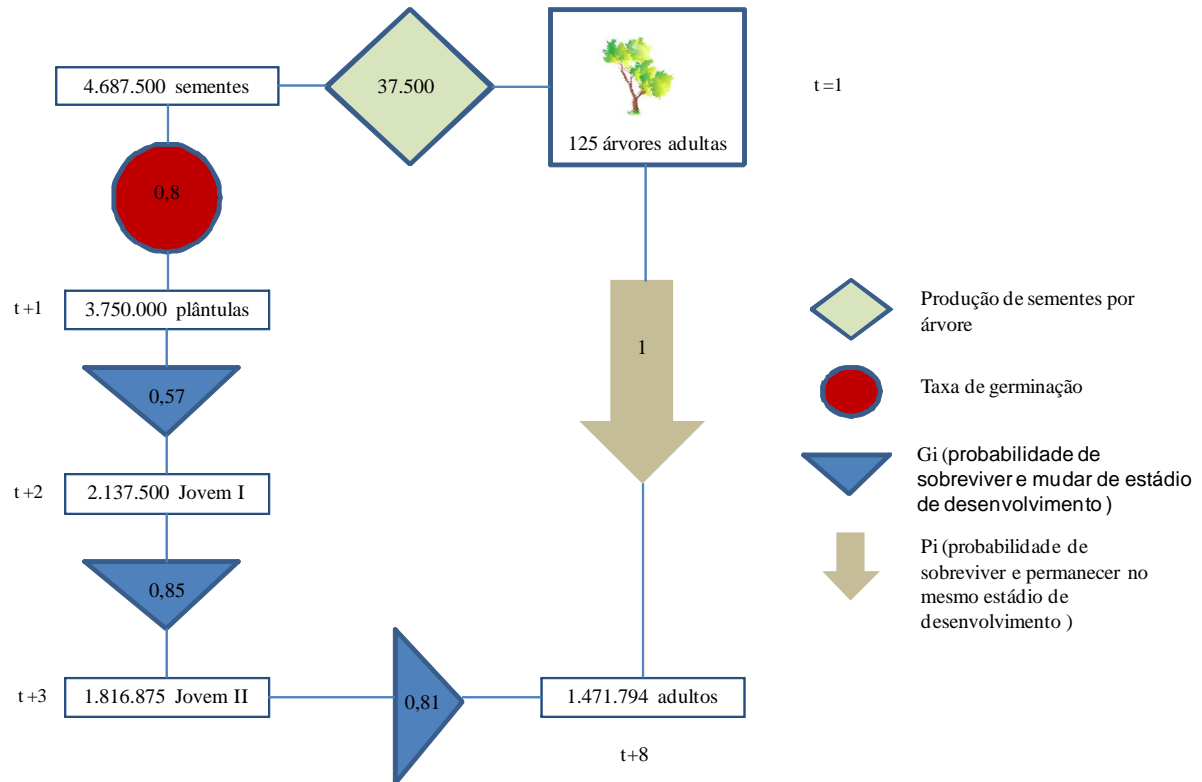 4.687.500 sementes
37.500
125 árvores adultas
t =1
0,8
t +1
3.750.000 plântulas
0,57
t+2
2.137.500 Jovem I
0,85
t+3
1.816.875 Jovem II
0,81
1.471.794 adultos
t+8
1
Produção de sementes por
árvore
Taxa de germinação
Gi (probabilidade de
sobreviver e mudar de estádio
de desenvolvimento )
Pi (probabilidade de
sobreviver e permanecer no
mesmo estádio de
desenvolvimento )